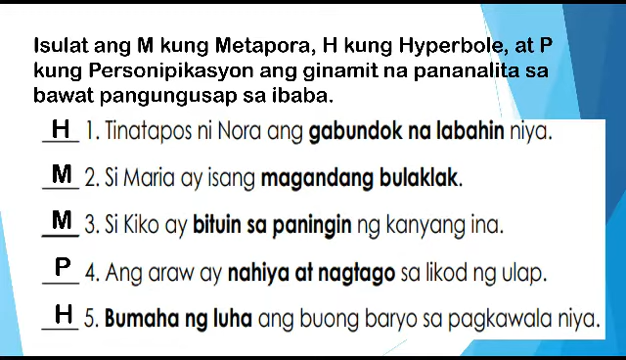 Isulat ang M kung Metapora, H kung Hyperbole, at P
kung Personipikasyon ang ginamit na pananalita sa
bawat pangungusap sa ibaba.
H 1. Tinatapos ni Nora ang gabundok na labahin niya.
M 2. Si Maria ay isang magandang bulaklak.
M 3. Si Kiko ay bituin sa paningin ng kanyang ina.
P 4. Ang araw ay nahiya at nagtago sa likod ng ulap.
H 5. Bumaha ng luha ang buong baryo sa pagkawala niya.